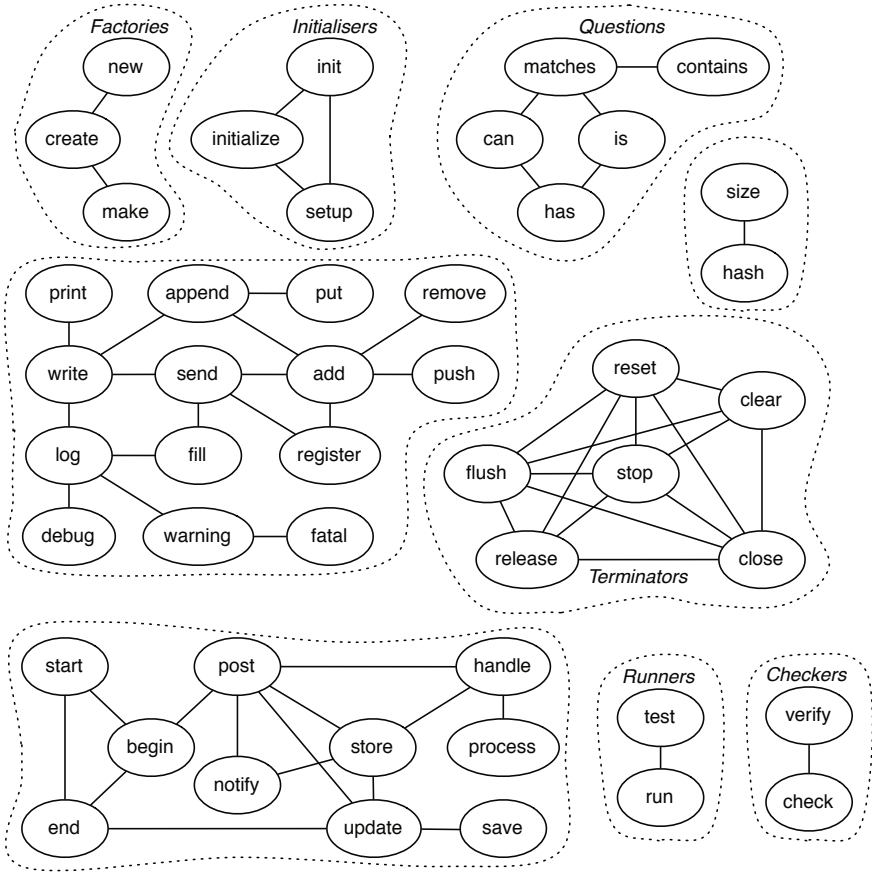 Factories
new
create
make
Initialisers
init
initialize
setup
Questions
matches
contains
can
is
has
size
hash
print
append
put
remove
write
send
add
push
log
fill
register
debug
warning
fatal
reset
clear
flush
stop
release
close
Terminators
start
post
handle
begin
store
process
notify
end
update
save
Runners
test
run
Checkers
verify
check